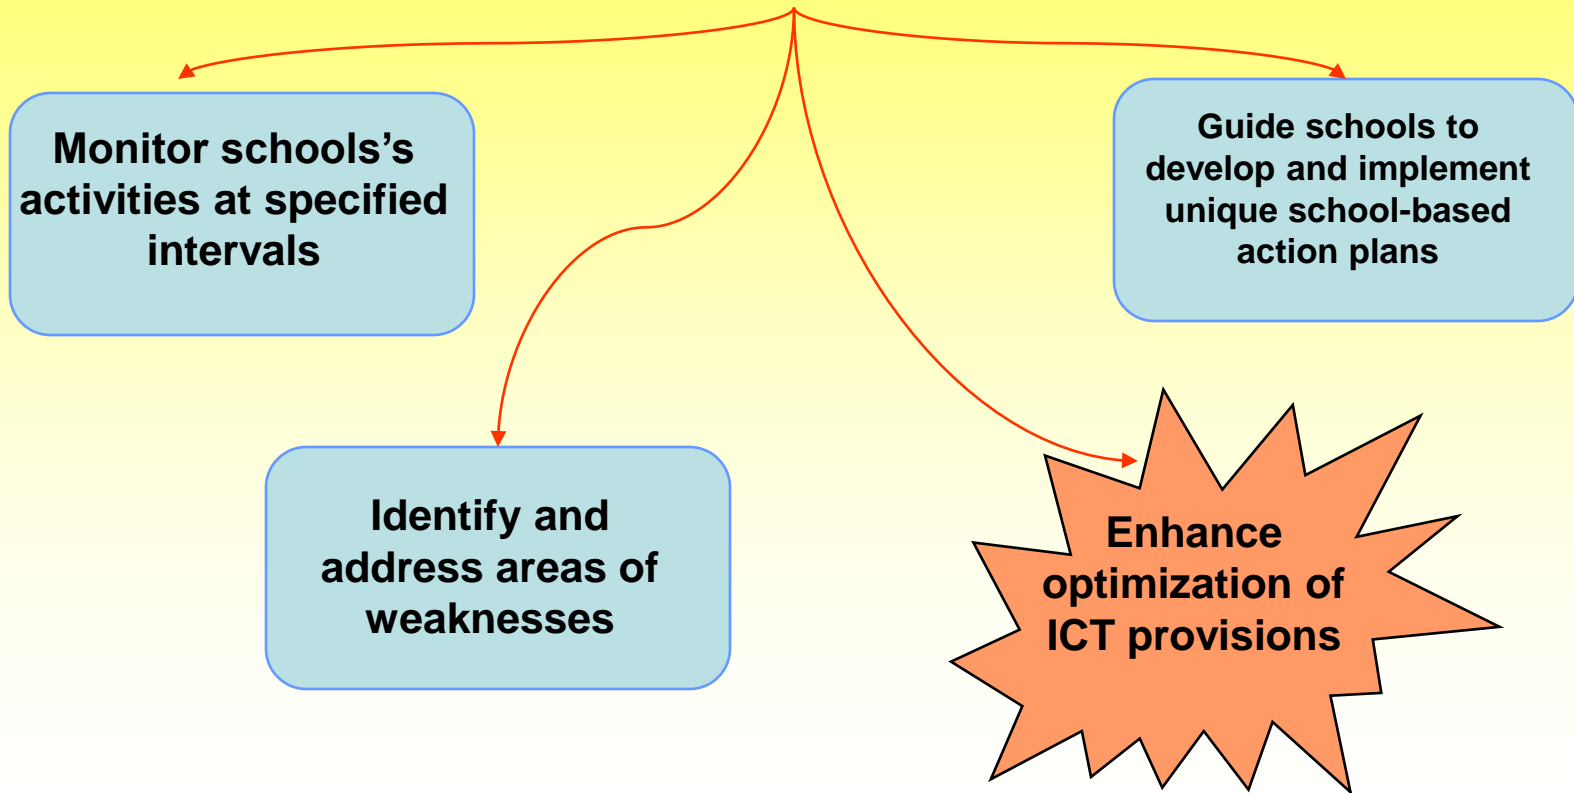 Monitor schools’s
activities at specified
intervals
Guide schools to
develop and implement
unique school-based
action plans
Identify and
address areas of
weaknesses
Enhance
optimization of
ICT provisions